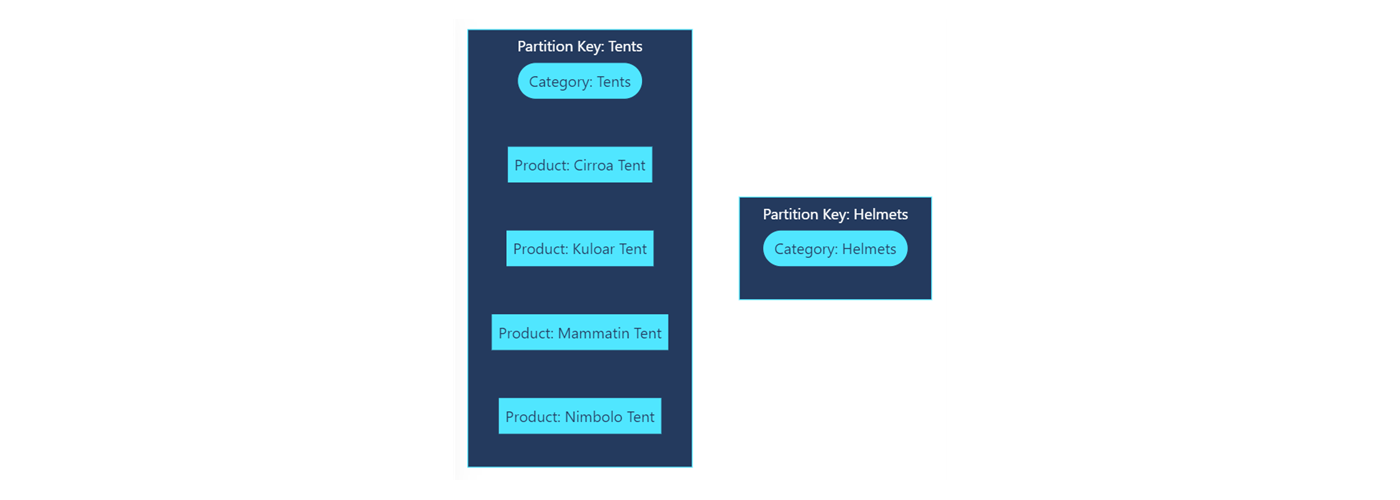 Partition Key: Tents
Category: Tents
Product: Cirroa Tent
Product: Kuloar Tent
Product: Mammatin Tent
Product: Nimbolo Tent
Partition Key: Helmets
Category: Helmets